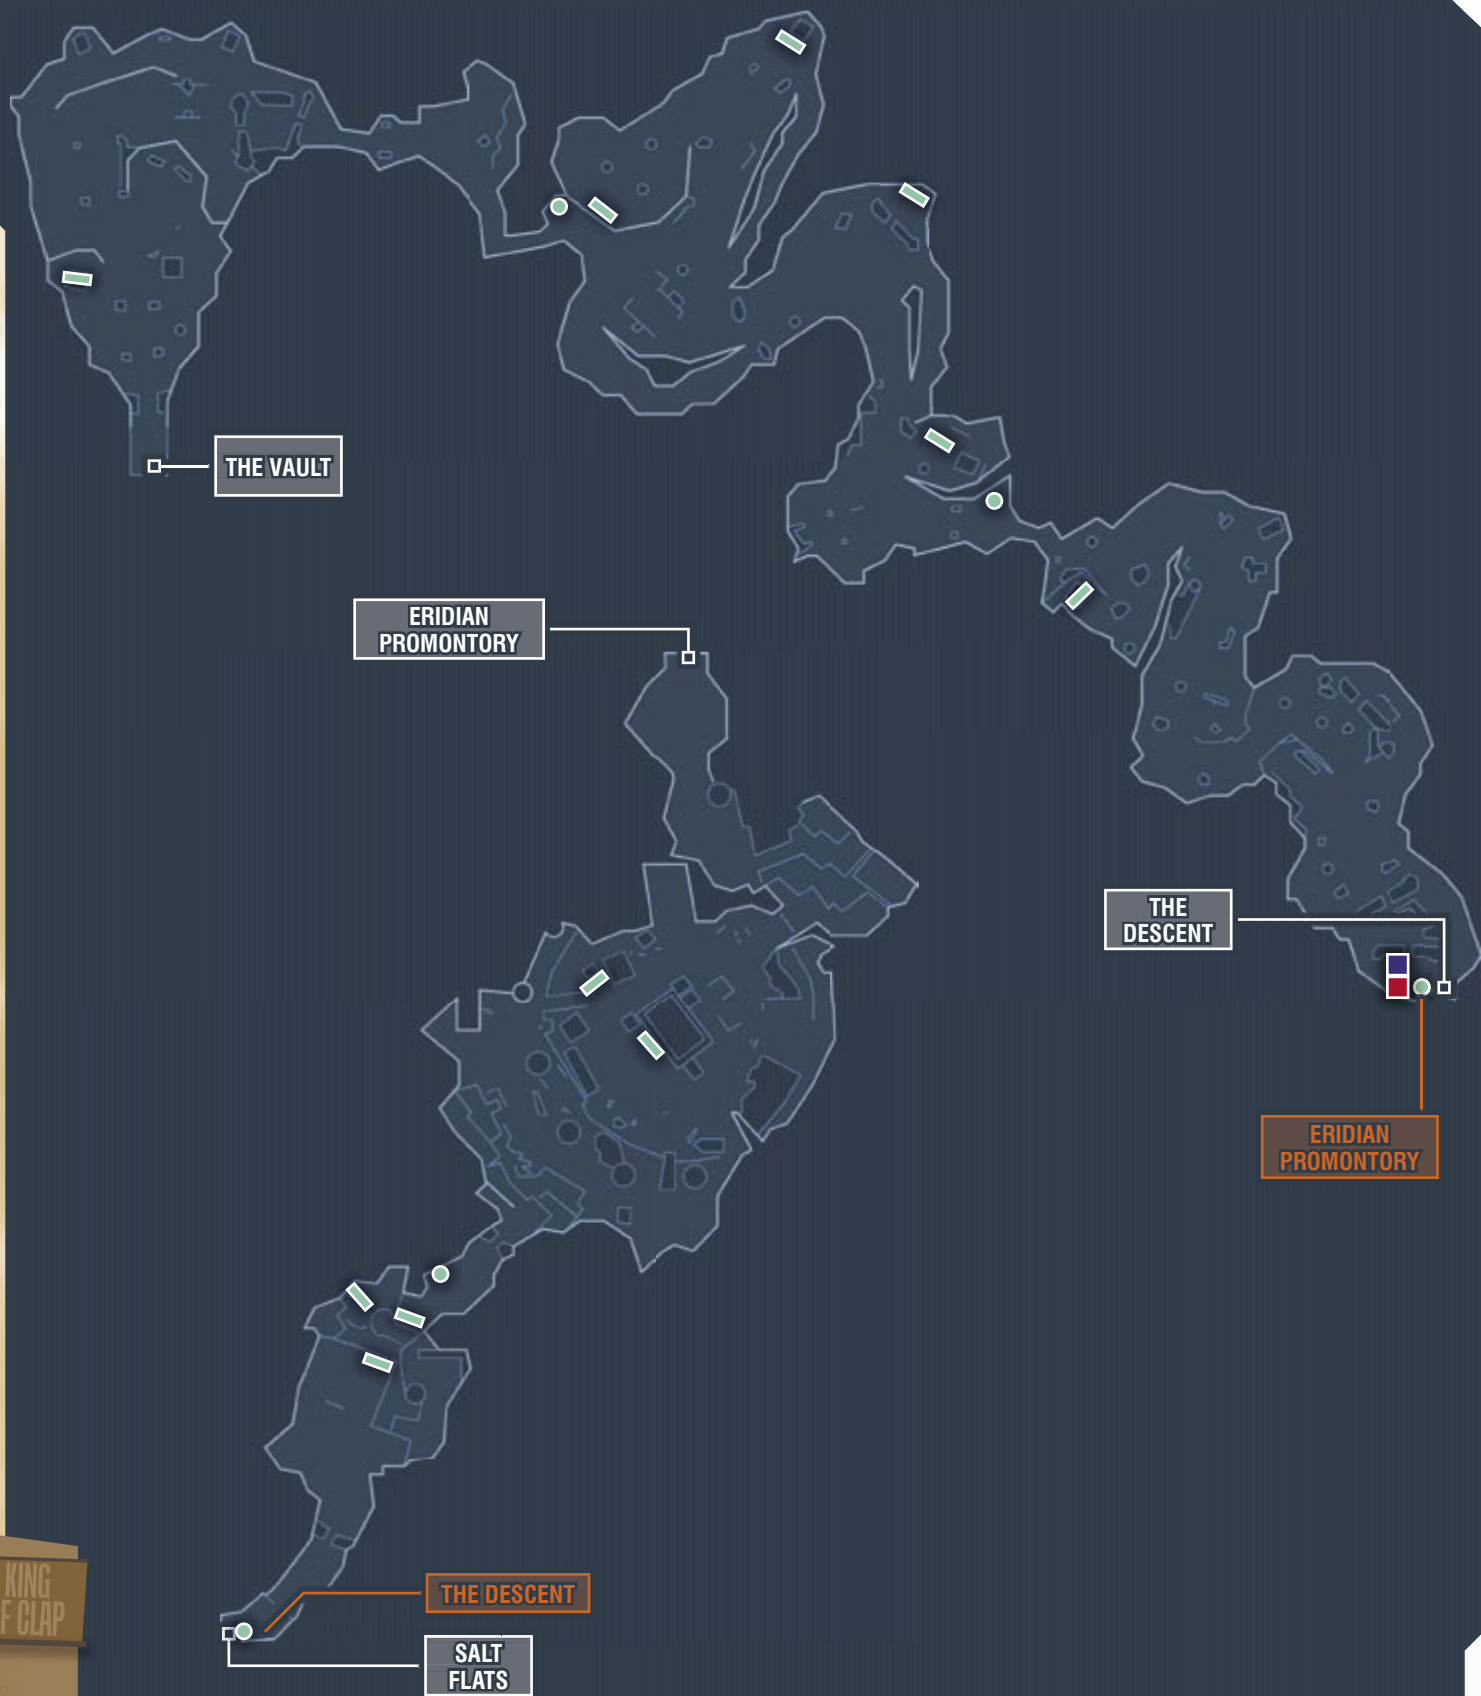 THE VAULT
ERIDIAN
PROMONTORY
THE
DESCENT
ERIDIAN
PROMONTORY
KING
F CLAP
THE DESCENT
SALT
FLATS